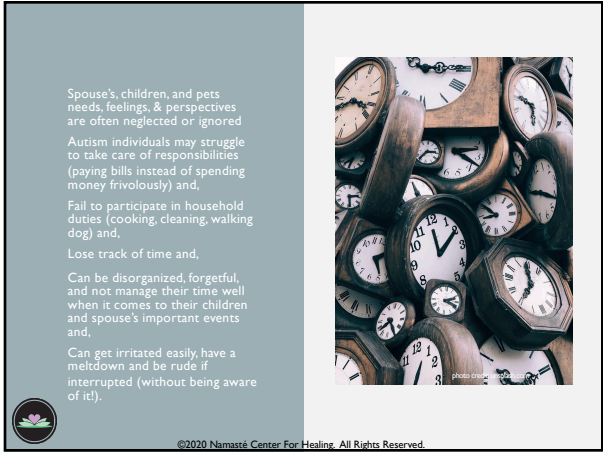 Spouse's, children, and pets
needs, feelings, & perspectives
are often neglected or ignored
Autism individuals may struggle
to take care of responsibilities
(paying bills instead of spending
money frivolously) and,
Fail to participate in household
duties (cooking, cleaning, walking
dog) and,
Lose track of time and,
Can be disorganized, forgetful,
and not manage their time well
when it comes to their children
and spouse's important events
and,
Can get irritated easily, have a
meltdown and be rude if
interrupted (without being aware
of it!).
photo credit: unsplash.com
©2020 Namasté Center For Healing. All Rights Reserved.